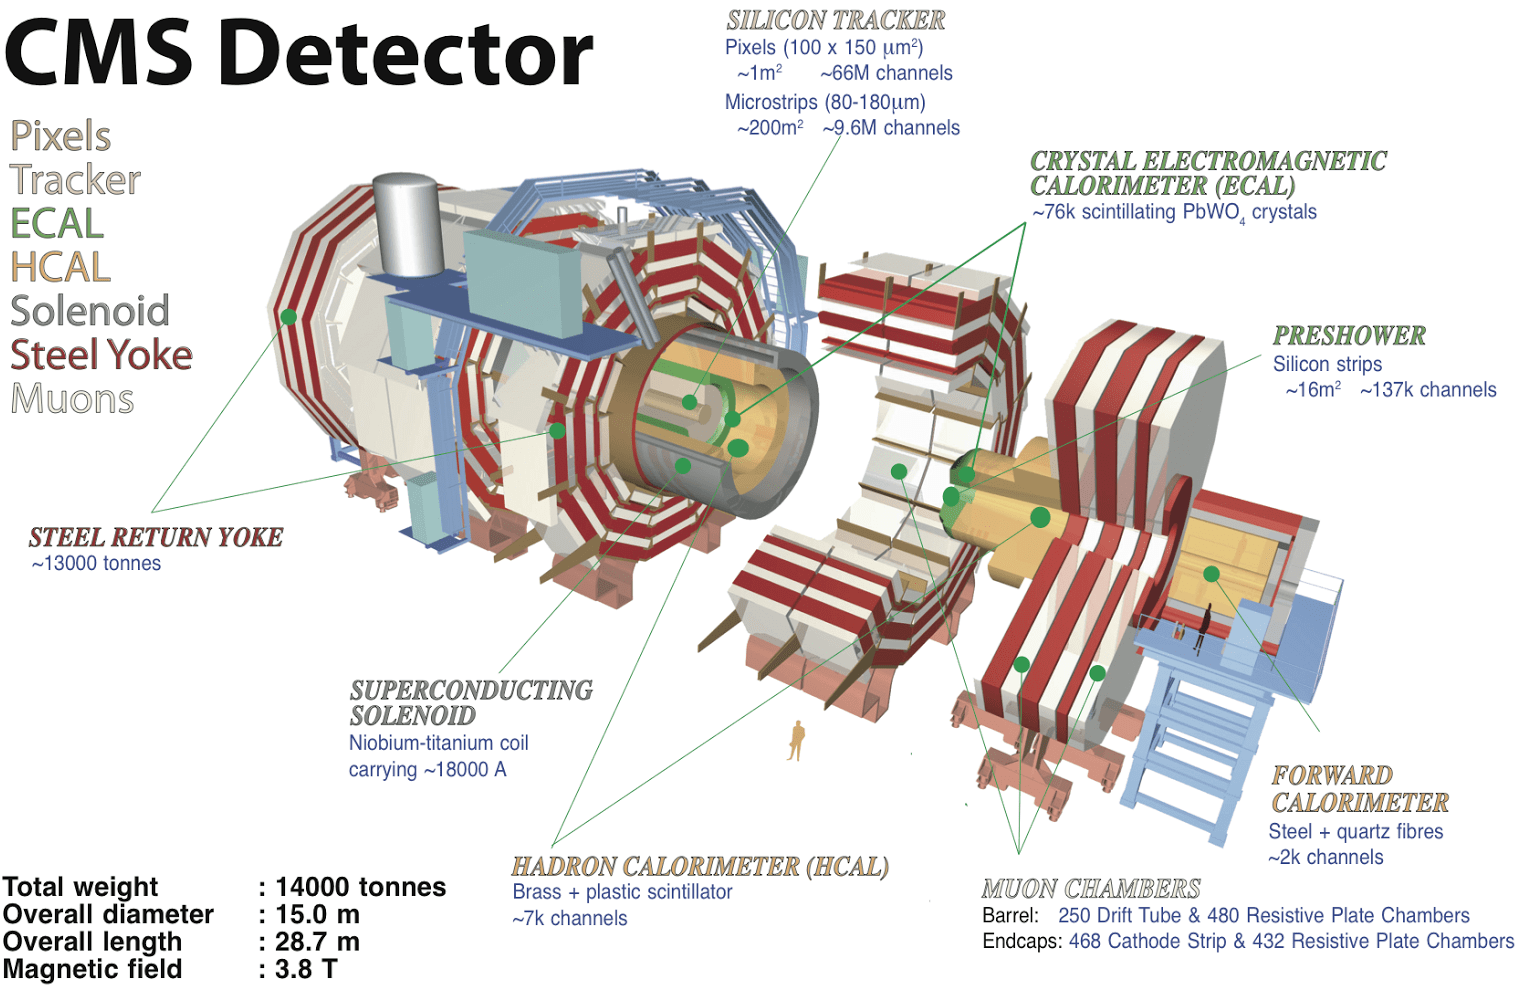 CMS Detector
Pixels
Tracker
ECAL
HCAL
Solenoid
Steel Yoke
Muons
SILICON TRACKER
Pixels (100 x 150 μm²)
~1m² ~66M channels
Microstrips (80-180μm)
~200m² ~9.6M channels
CRYSTAL ELECTROMAGNETIC
CALORIMETER (ECAL)
~76k scintillating PbWO₄ crystals
PRESHOWER
Silicon strips
~16m² ~137k channels
STEEL RETURN YOKE
~13000 tonnes
SUPERCONDUCTING
SOLENOID
Niobium-titanium coil
carrying ~18000 A
HADRON CALORIMETER (HCAL)
Brass + plastic scintillator
~7k channels
FORWARD
CALORIMETER
Steel + quartz fibres
~2k channels
MUON CHAMBERS
Barrel: 250 Drift Tube & 480 Resistive Plate Chambers
Endcaps: 468 Cathode Strip & 432 Resistive Plate Chambers
Total weight : 14000 tonnes
Overall diameter : 15.0 m
Overall length : 28.7 m
Magnetic field : 3.8 T